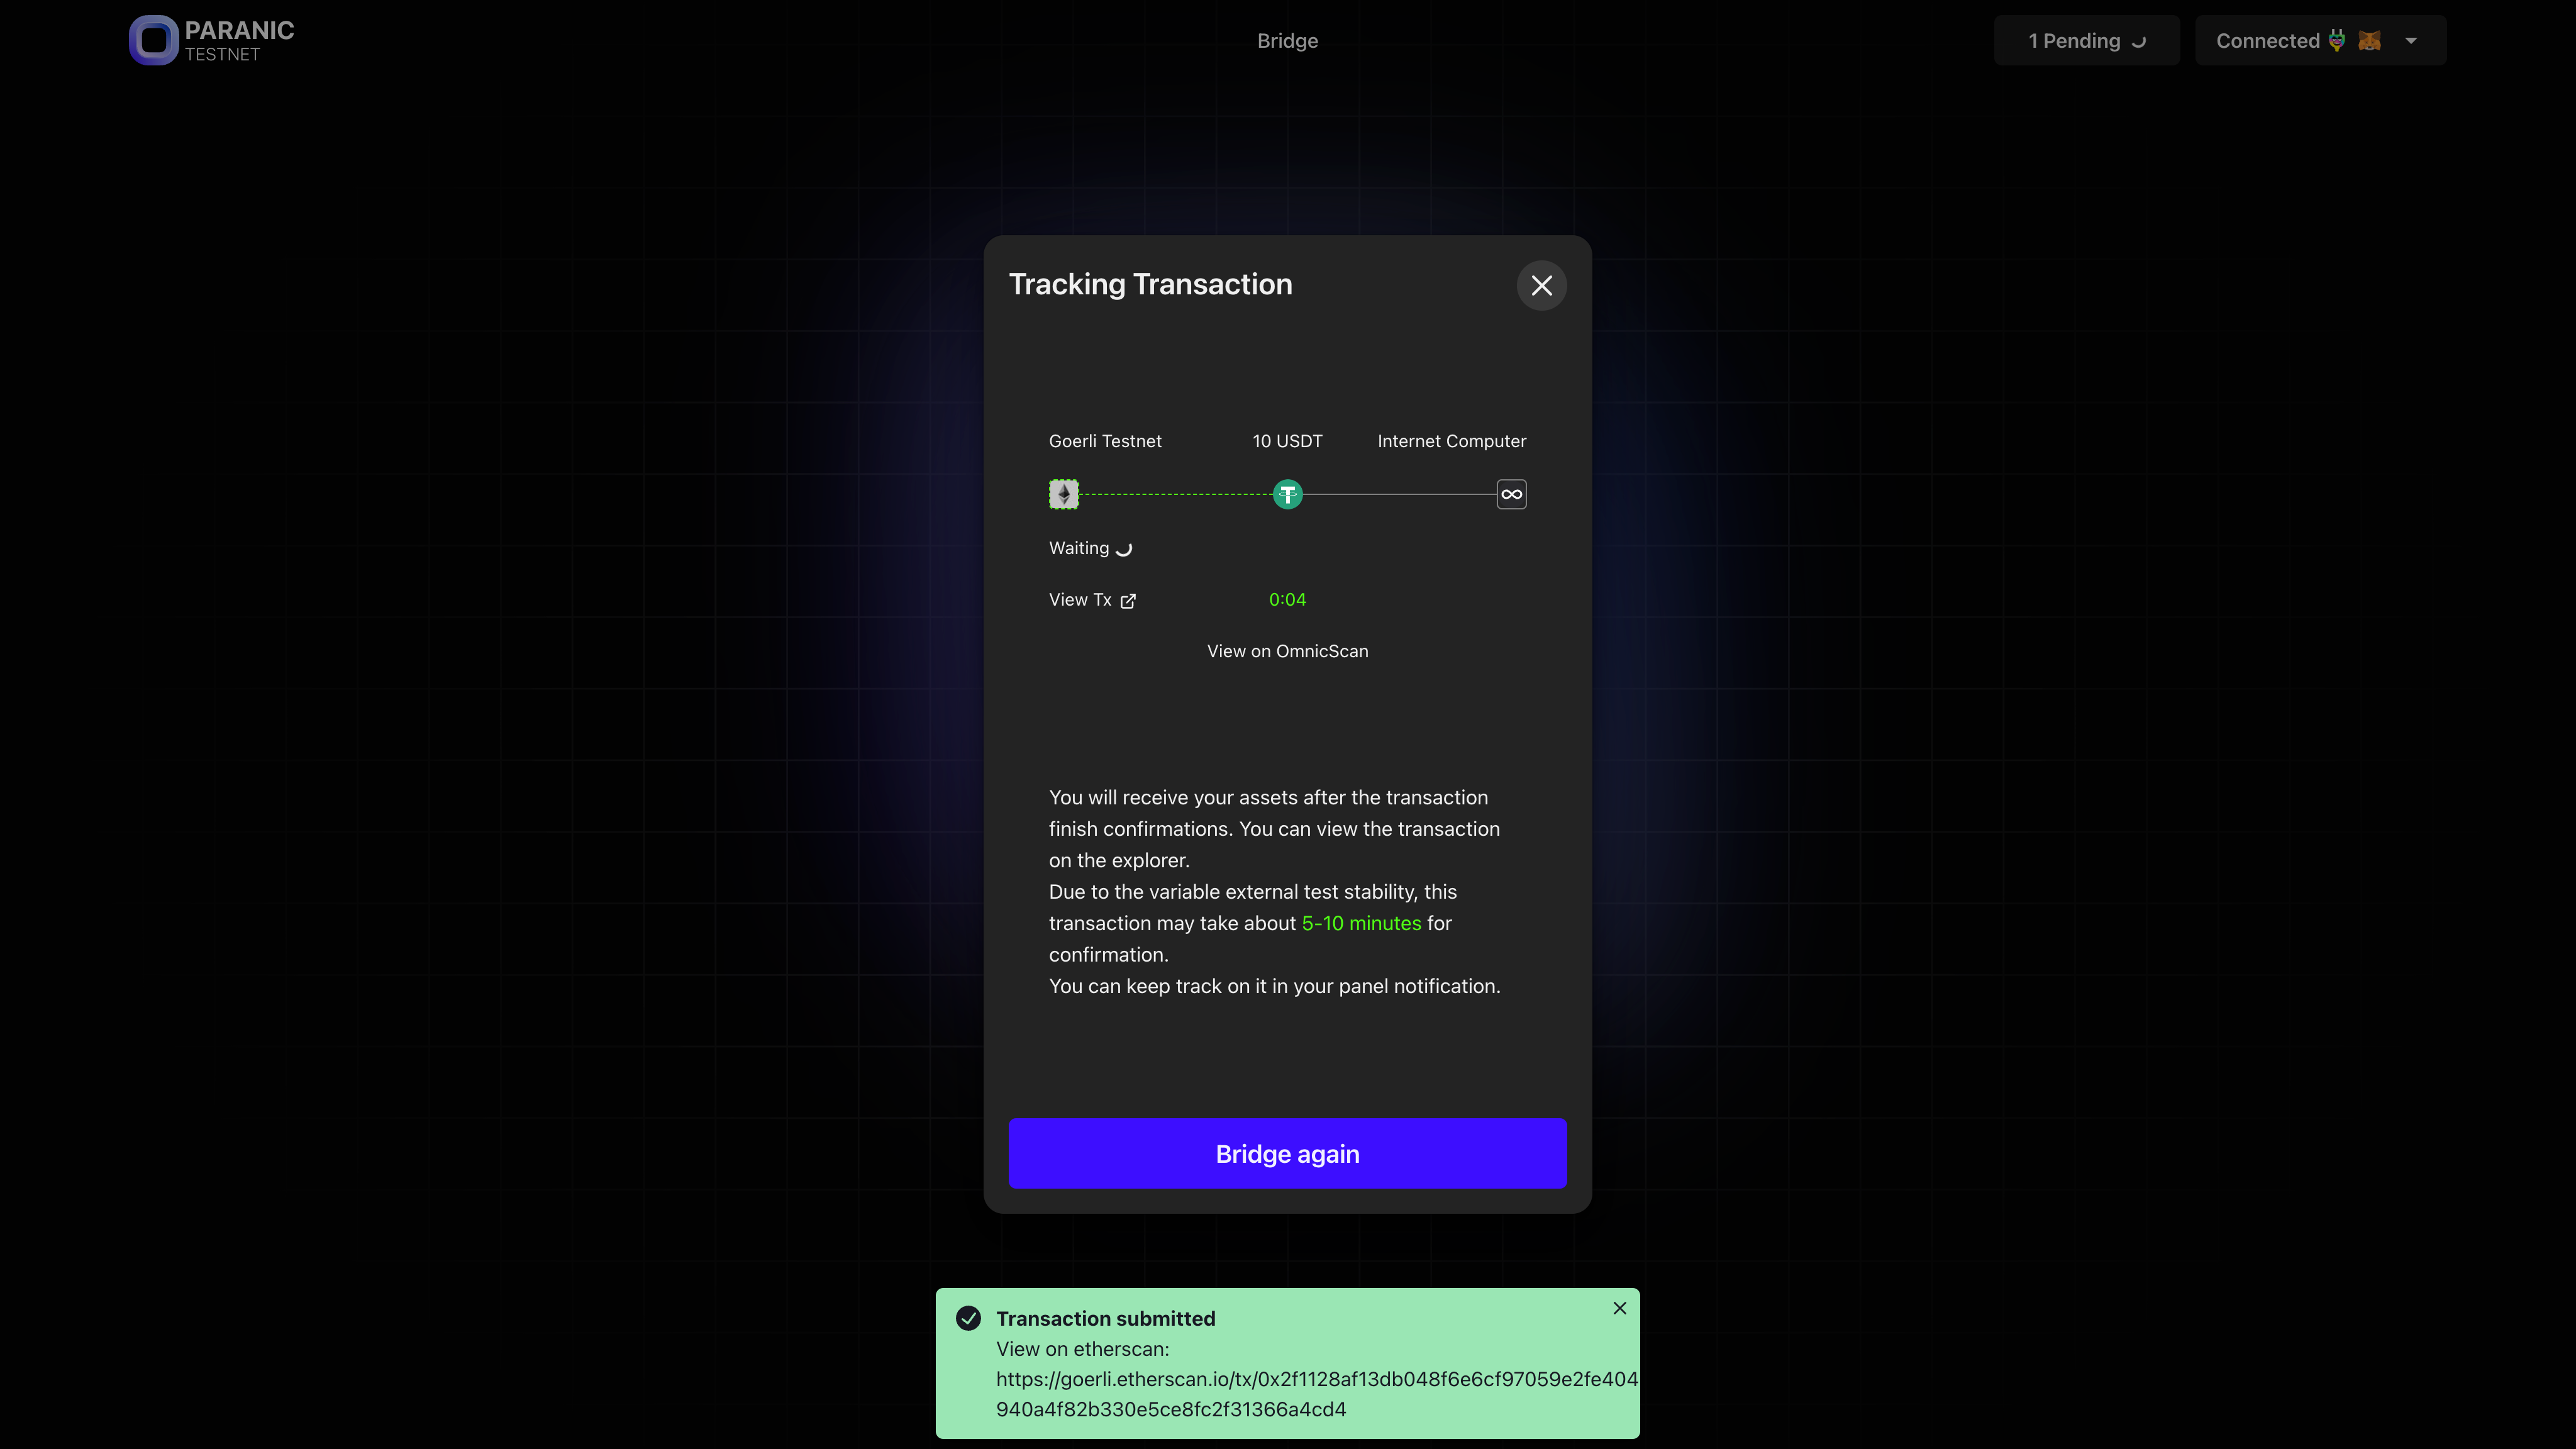 PARANIC
TESTNET
Bridge
1 Pending
Connected
Tracking Transaction
Goerli Testnet
10 USDT
Internet Computer
Waiting
View Tx
0:04
View on OmnicScan
You will receive your assets after the transaction
finish confirmations. You can view the transaction
on the explorer.
Due to the variable external test stability, this
transaction may take about 5-10 minutes for
confirmation.
You can keep track on it in your panel notification.
Bridge again
Transaction submitted
View on etherscan:
https://goerli.etherscan.io/tx/0x2f1128af13db048f6e6cf97059e2fe404
940a4f82b330e5ce8fc2f31366a4cd4